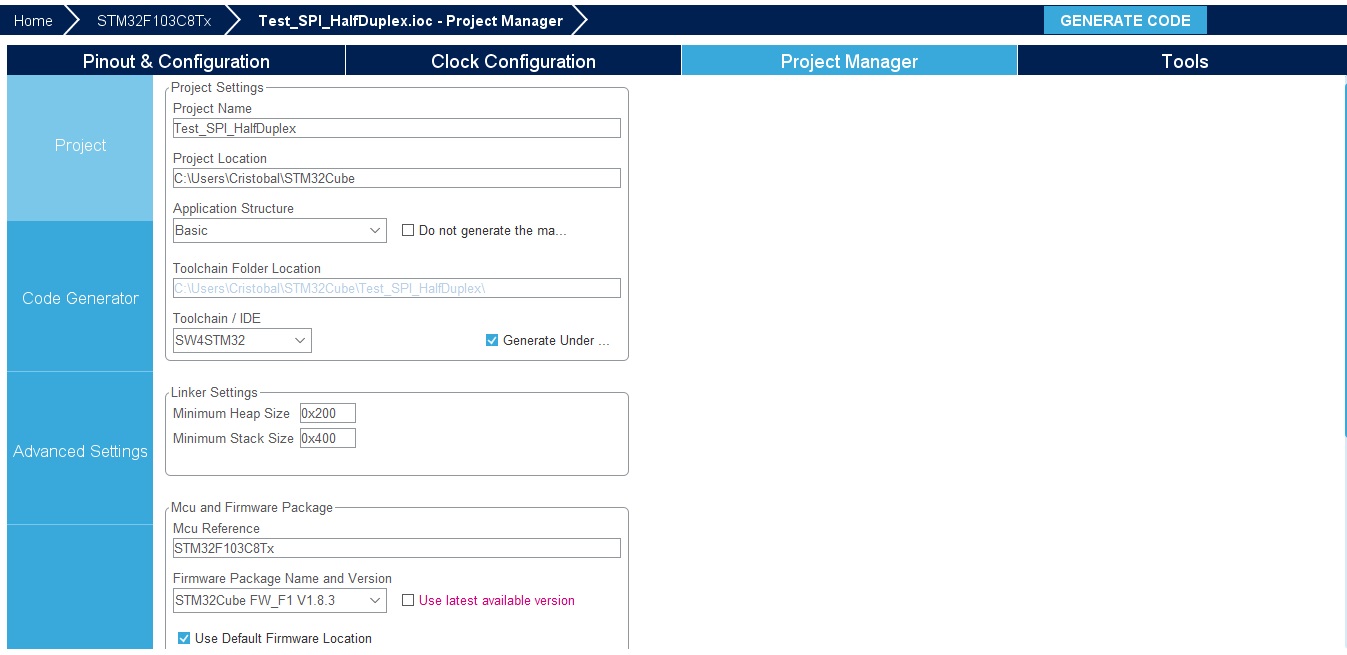 Home STM32F103C8Tx Test_SPI_HalfDuplex.ioc - Project Manager GENERATE CODE
Pinout & Configuration Clock Configuration Project Manager Tools
Project
Code Generator
Advanced Settings
Project Settings
Project Name
Test_SPI_HalfDuplex
Project Location
C:\Users\Cristobal\STM32Cube
Application Structure
Basic Do not generate the ma...
Toolchain Folder Location
C:\Users\Cristobal\STM32Cube\Test_SPI_HalfDuplex\
Toolchain / IDE
SW4STM32 Generate Under ...
Linker Settings
Minimum Heap Size 0x200
Minimum Stack Size 0x400
Mcu and Firmware Package
Mcu Reference
STM32F103C8Tx
Firmware Package Name and Version
STM32Cube FW_F1 V1.8.3 Use latest available version
Use Default Firmware Location